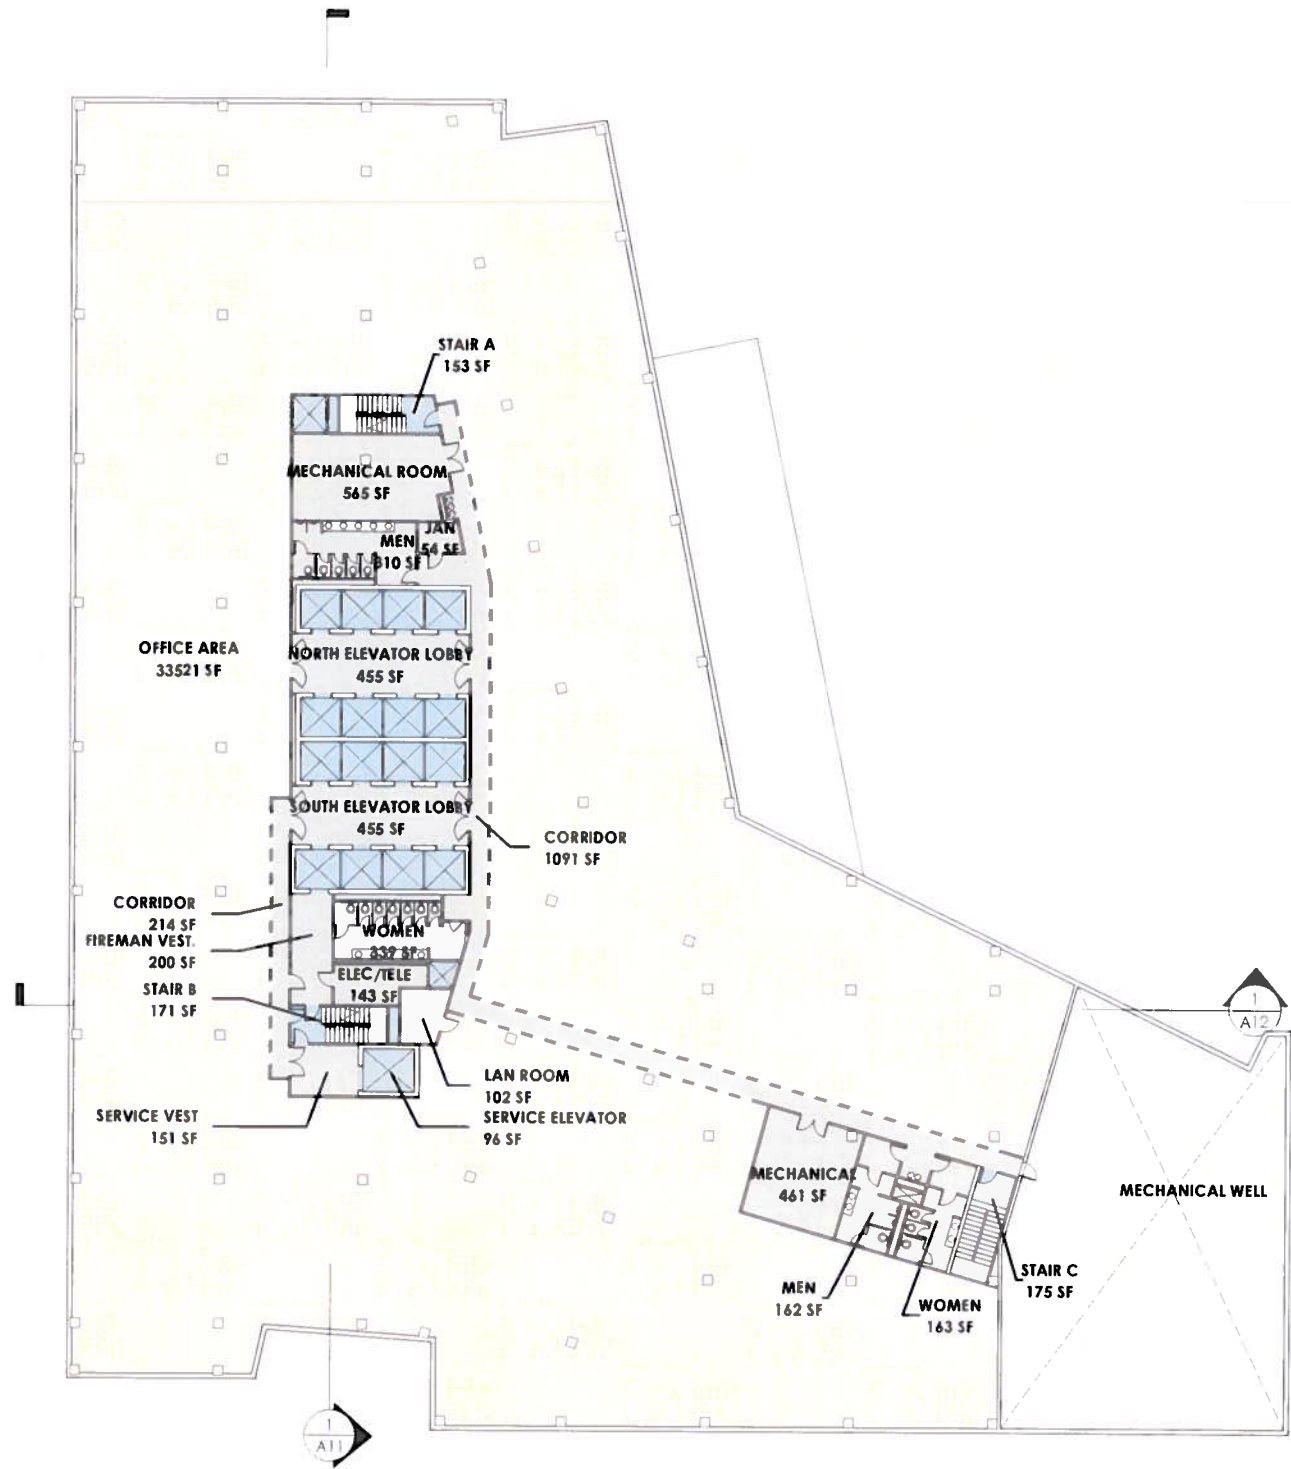 STAIR A
153 SF
MECHANICAL ROOM
565 SF
JAN
54 SF
MEN
310 SF
OFFICE AREA
33521 SF
NORTH ELEVATOR LOBBY
455 SF
SOUTH ELEVATOR LOBBY
455 SF
CORRIDOR
1091 SF
CORRIDOR
214 SF
FIREMAN VEST.
200 SF
WOMEN
339 SF
ELEC/TELE
143 SF
STAIR B
171 SF
LAN ROOM
102 SF
SERVICE VEST
151 SF
SERVICE ELEVATOR
96 SF
1
A12
MECHANICAL
461 SF
MECHANICAL WELL
STAIR C
175 SF
MEN
162 SF
WOMEN
163 SF
1
A11